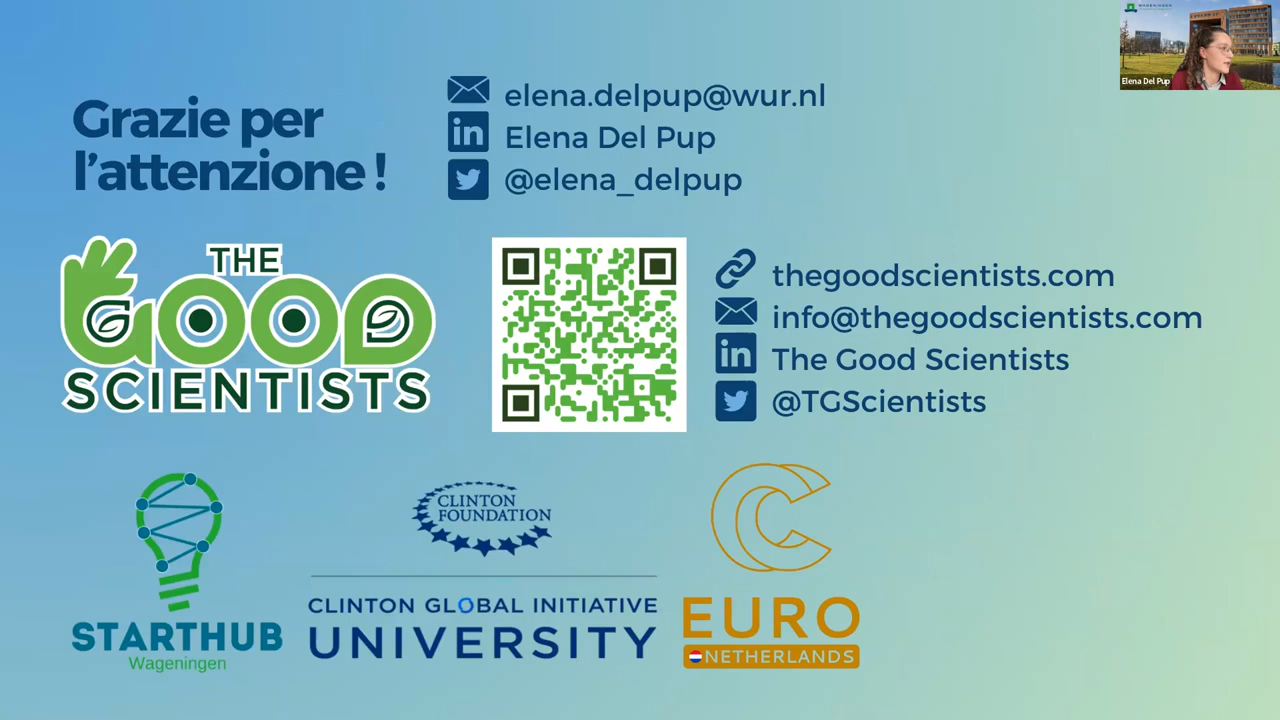 WAGENINGEN
Elena Del Pup
Grazie per
l'attenzione !
elena.delpup@wur.nl
Elena Del Pup
@elena_delpup
THE
GOOD
SCIENTISTS
thegoodscientists.com
info@thegoodscientists.com
The Good Scientists
@TGScientists
STARTHUB
Wageningen
CLINTON
FOUNDATION
CLINTON GLOBAL INITIATIVE
UNIVERSITY
EURO
NETHERLANDS